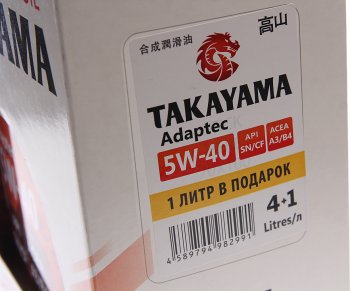 YAMA
合成潤滑油
高山
TAKAYAMA
Adaptec
5W-40
API
SN/CF
ACEA
A3/B4
1 ЛИТР В ПОДАРОК
4+1
Litres/л
4589794982991